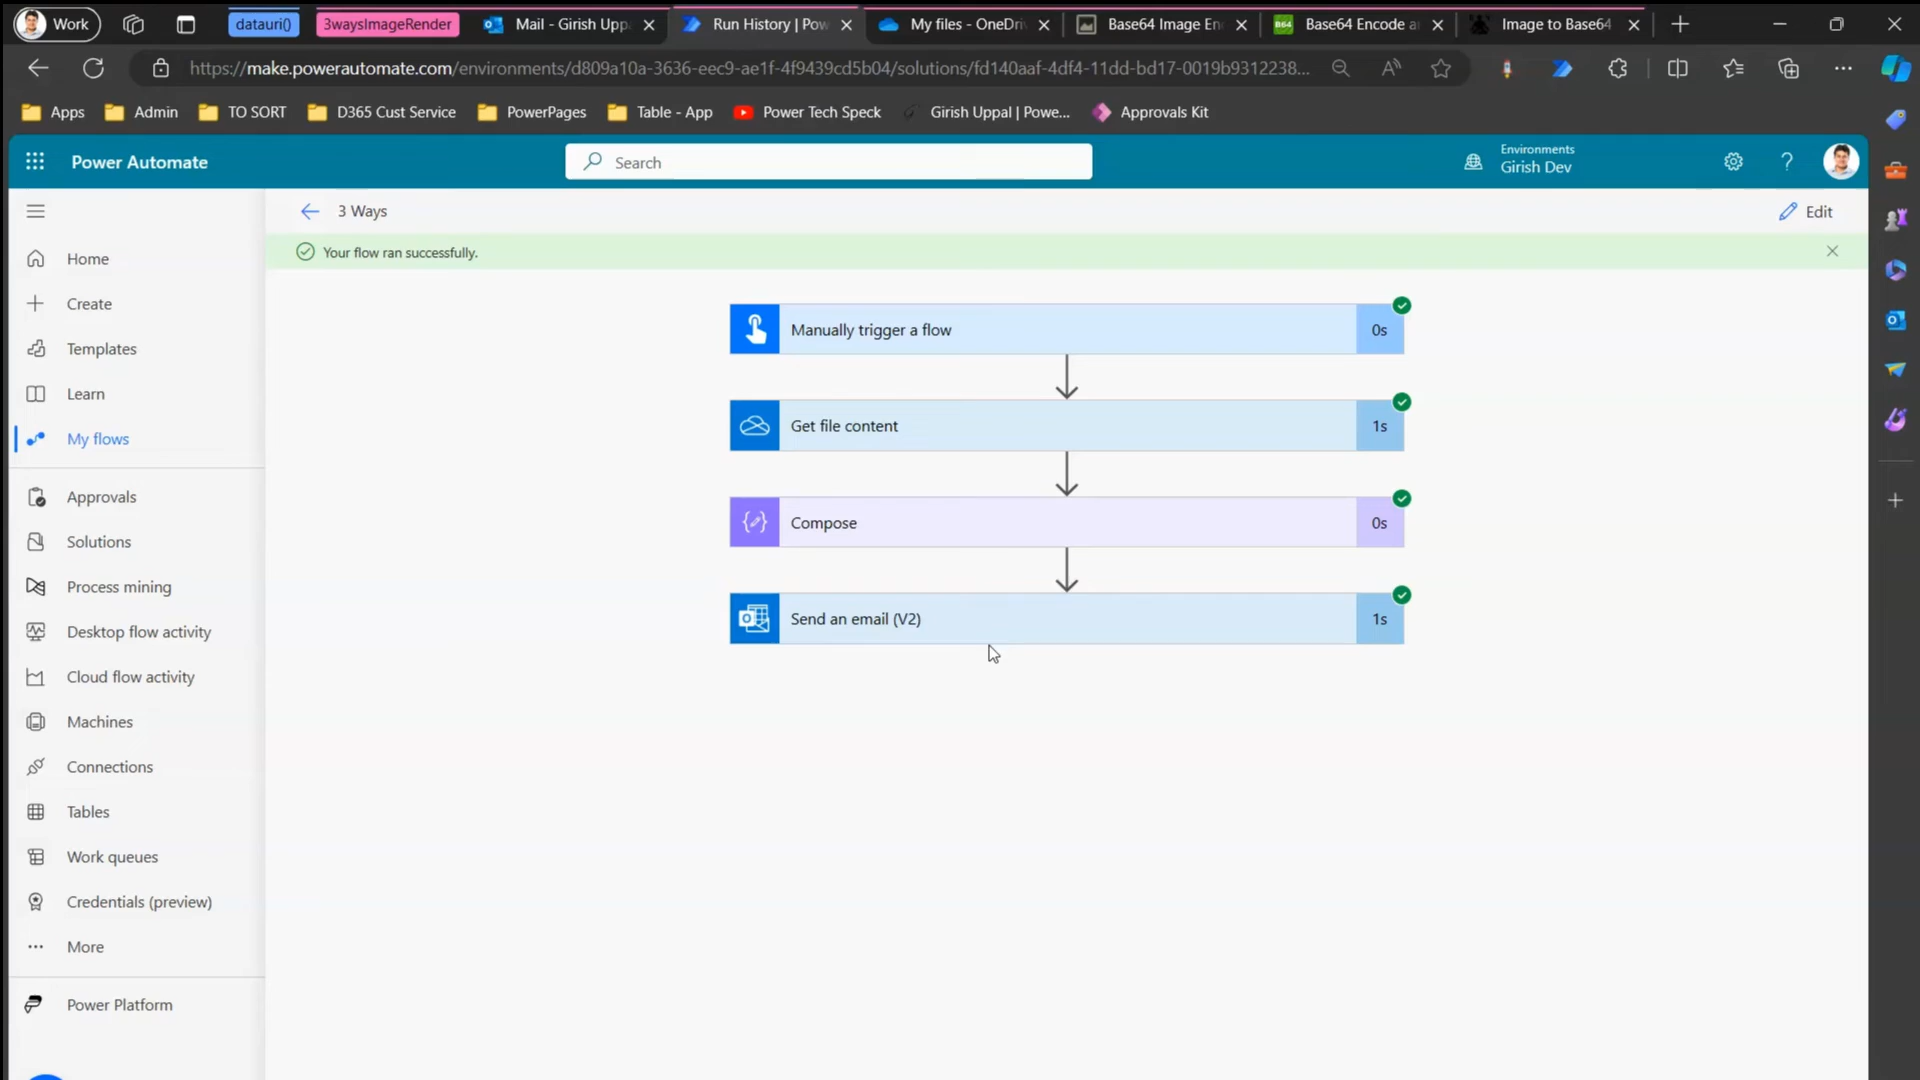 Work
datauri()
3waysImageRender
Mail - Girish Uppa
Run History | Pow
My files - OneDriv
Base64 Image En
Base64 Encode a
Image to Base64
https://make.powerautomate.com/environments/d809a10a-3636-eec9-ae1f-4f9439cd5b04/solutions/fd140aaf-4df4-11dd-bd17-0019b9312238...
Apps
Admin
TO SORT
D365 Cust Service
PowerPages
Table - App
Power Tech Speck
Girish Uppal | Powe...
Approvals Kit
Power Automate
Search
Environments
Girish Dev
3 Ways
Edit
Your flow ran successfully.
Home
Create
Templates
Learn
My flows
Approvals
Solutions
Process mining
Desktop flow activity
Cloud flow activity
Machines
Connections
Tables
Work queues
Credentials (preview)
More
Power Platform
Manually trigger a flow
0s
Get file content
1s
Compose
0s
Send an email (V2)
1s